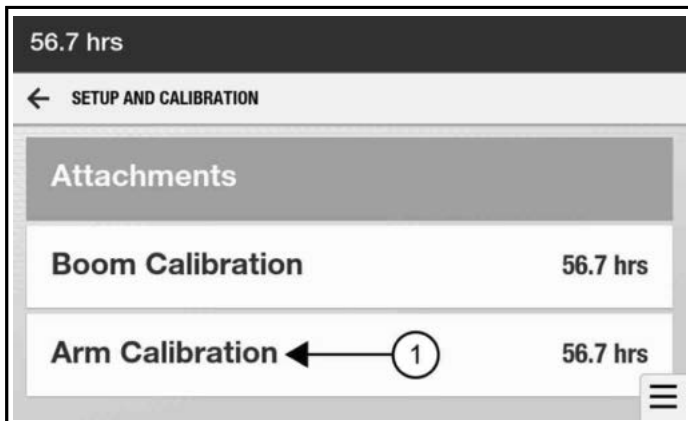 56.7 hrs
← SETUP AND CALIBRATION
Attachments
Boom Calibration 56.7 hrs
Arm Calibration 1 56.7 hrs